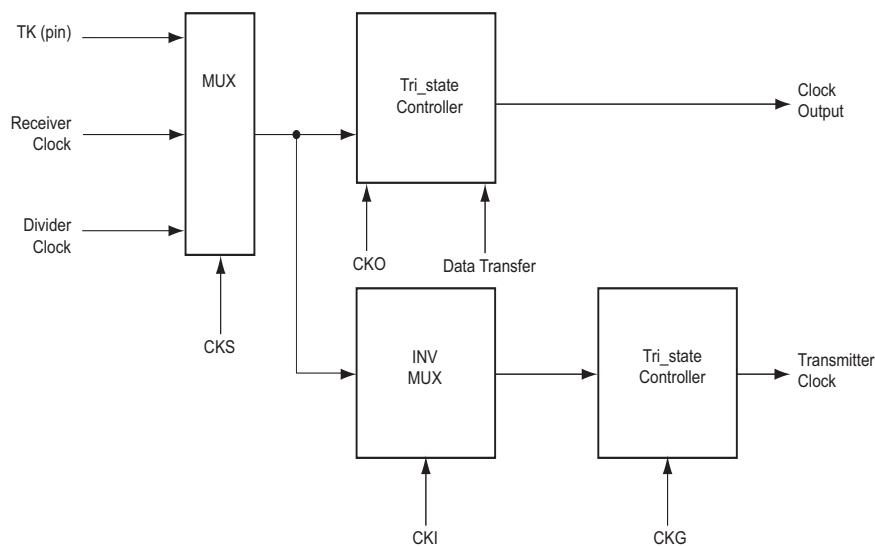 TK (pin)
MUX
Tri_state
Controller
Clock
Output
Receiver
Clock
Divider
Clock
CKO
Data Transfer
CKS
INV
MUX
Tri_state
Controller
Transmitter
Clock
CKI
CKG